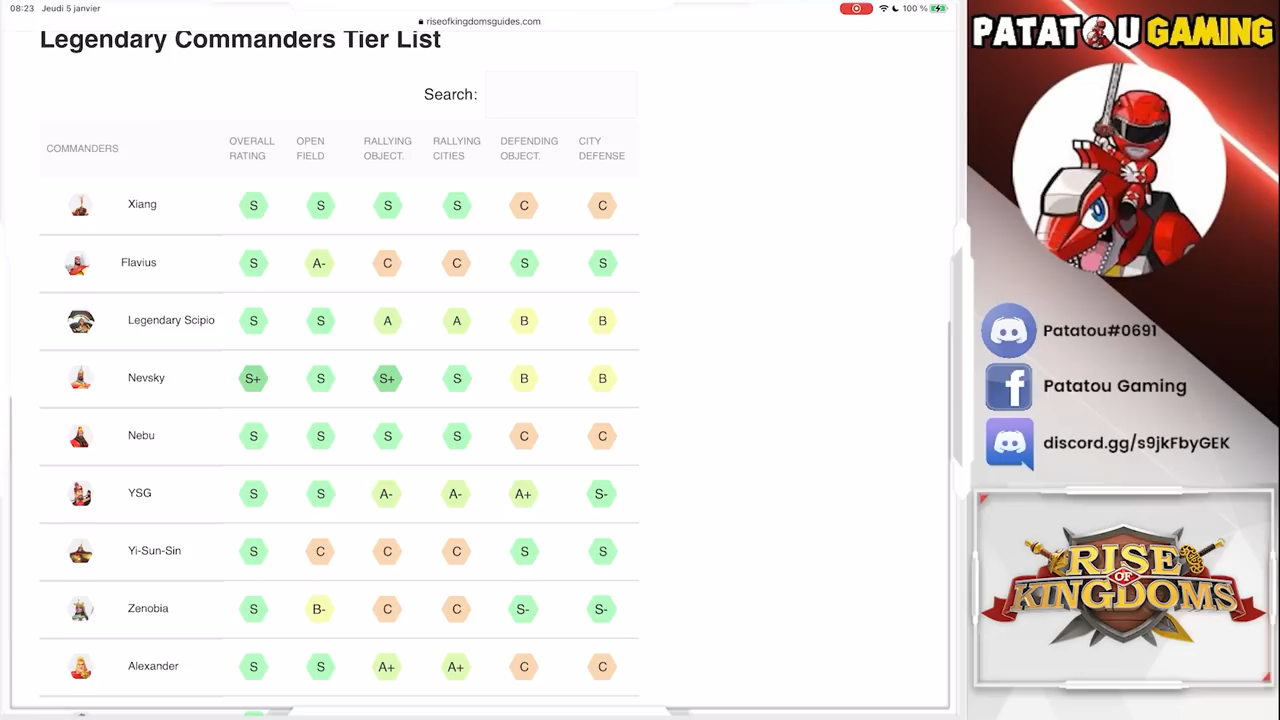 08:23 Jeudi 5 janvier
100 %
riseofkingdomsguides.com
Legendary Commanders Tier List
Search:
COMMANDERS OVERALL RATING OPEN FIELD RALLYING OBJECT. RALLYING CITIES DEFENDING OBJECT. CITY DEFENSE
Xiang S S S S C C
Flavius S A- C C S S
Legendary Scipio S S A A B B
Nevsky S+ S S+ S B B
Nebu S S S S C C
YSG S S A- A- A+ S-
Yi-Sun-Sin S C C C S S
Zenobia S B- C C S- S-
Alexander S S A+ A+ C C
PATATOU GAMING
Patatou#0691
Patatou Gaming
discord.gg/s9jkFbyGEK
RISE
OF
KINGDOMS